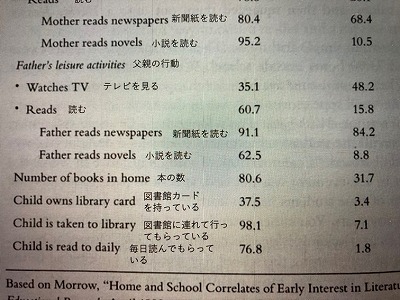 Reads 読む
Mother reads newspapers 新聞紙を読む 80.4 68.4
Mother reads novels 小説を読む 95.2 10.5
Father's leisure activities 父親の行動
• Watches TV テレビを見る 35.1 48.2
• Reads 読む 60.7 15.8
Father reads newspapers 新聞紙を読む 91.1 84.2
Father reads novels 小説を読む 62.5 8.8
Number of books in home 本の数 80.6 31.7
Child owns library card 図書館カード 37.5 3.4
を持っている
Child is taken to library 図書館に連れて行っ 98.1 7.1
てもらっている
Child is read to daily 毎日読んでもらって 76.8 1.8
いる
Based on Morrow, "Home and School Correlates of Early Interest in Literatu